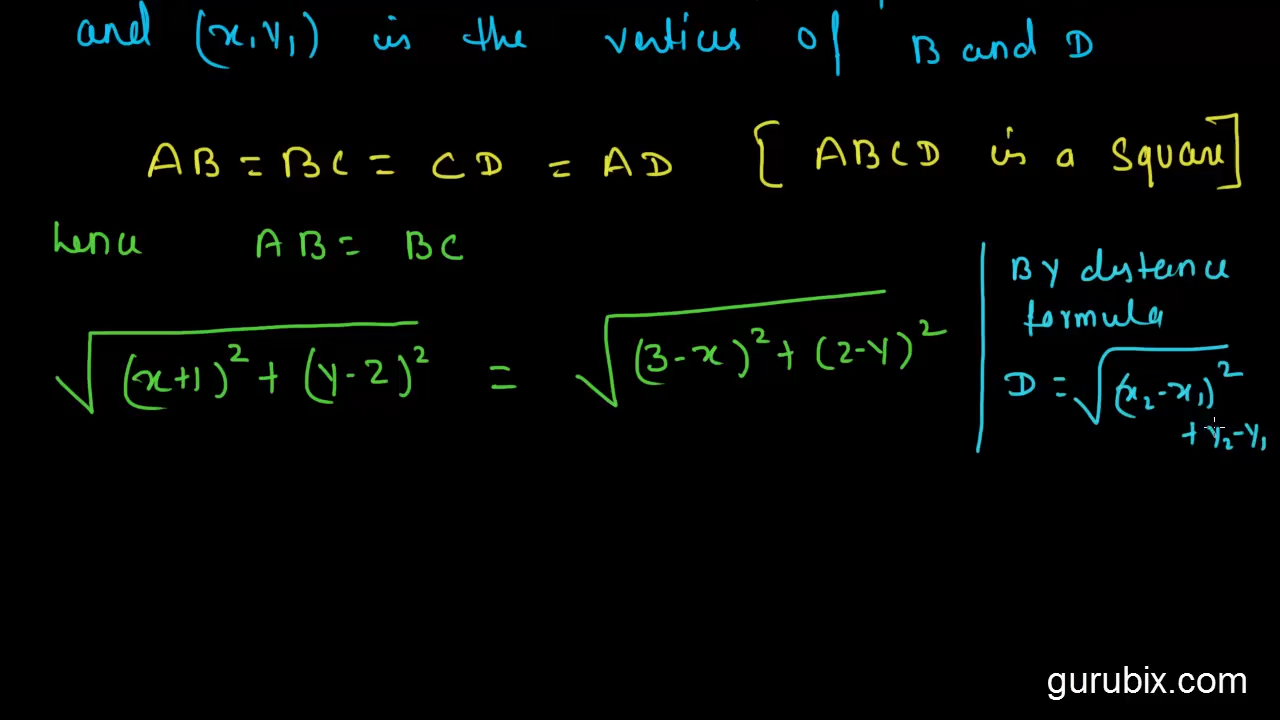 and (x1 y1) is the vertices of B and D
AB = BC = CD = AD [ABCD is a square]
hence AB = BC
√(x+1)² + (y-2)² = √(3-x)² + (2-y)²
By distance
formula
D = √(x₂-x₁)²
+ y₂-y₁
gurubix.com